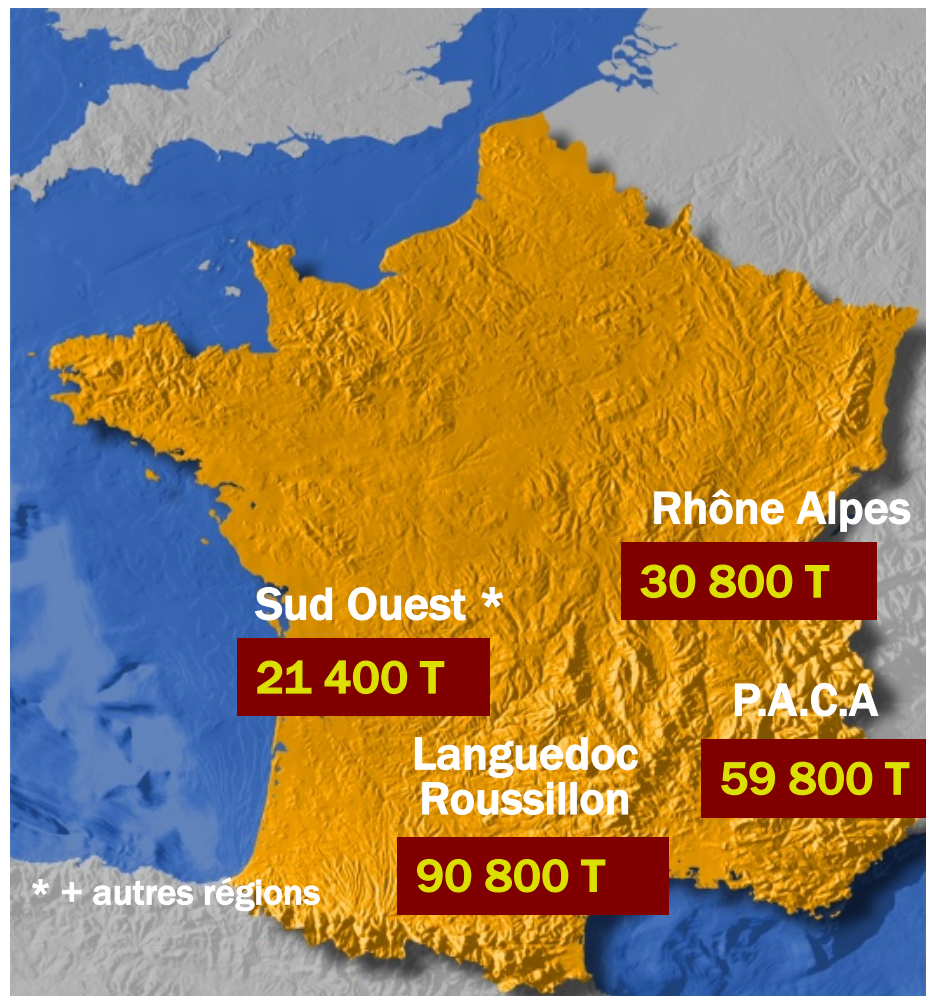 Rhône Alpes
30 800 T
Sud Ouest *
21 400 T
P.A.C.A
59 800 T
Languedoc
Roussillon
90 800 T
* + autres régions